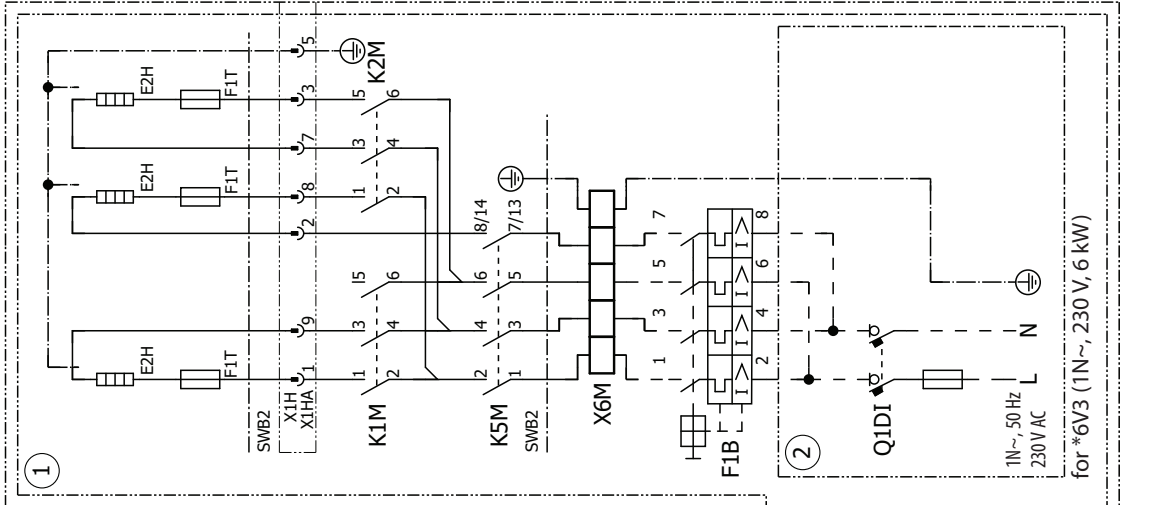 1
E2H
F1T
E2H
F1T
E2H
F1T
SWB2
X1H
X1HA
1
9
2
8
7
3
5
K1M
1
3
5
2
4
6
K2M
1
3
5
2
4
6
K5M
2
4
6
8/14
1
3
5
7/13
SWB2
X6M
1
3
5
7
F1B
I>
I>
I>
I>
2
4
6
8
2
Q1DI
1N~, 50 Hz
230 V AC
L
N
for *6V3 (1N~, 230 V, 6 kW)